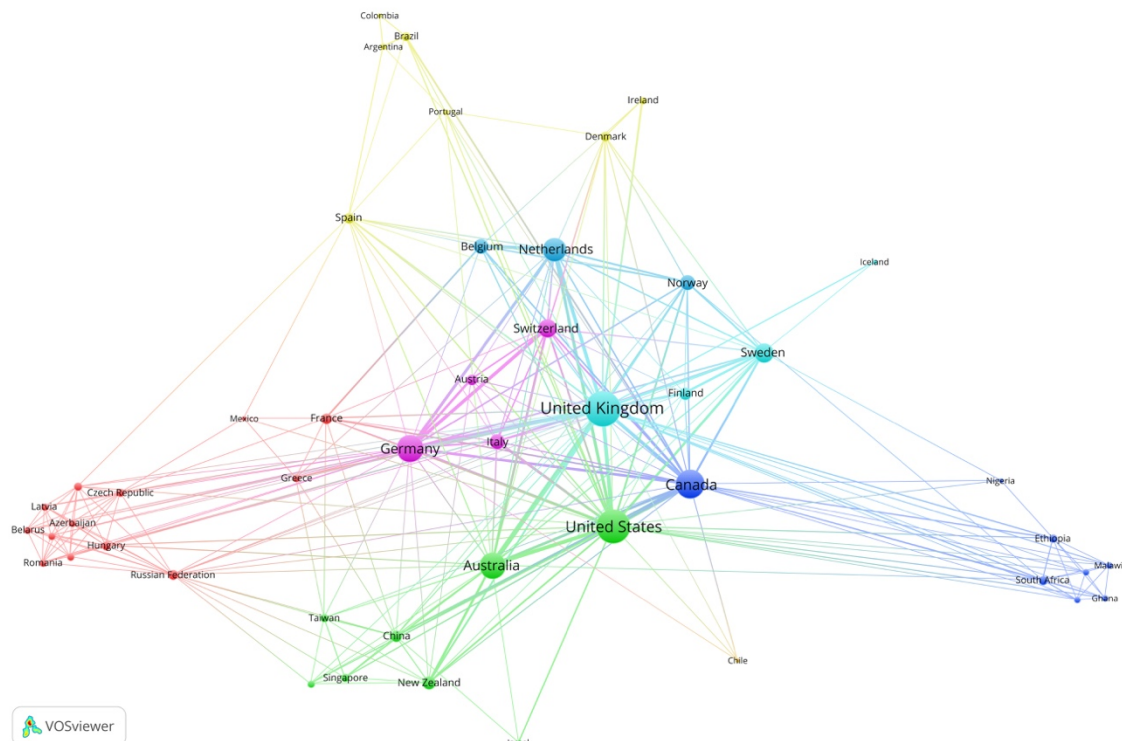 Colombia
Brazil
Argentina
Ireland
Portugal
Denmark
Spain
Belgium
Netherlands
Iceland
Norway
Switzerland
Sweden
Austria
Finland
United Kingdom
Mexico
France
Italy
Germany
Greece
Canada
Nigeria
Czech Republic
Latvia
Azerbaijan
Belarus
United States
Ethiopia
Hungary
Romania
Australia
Malawi
Russian Federation
South Africa
Ghana
Taiwan
China
Chile
Singapore
New Zealand
VOSviewer